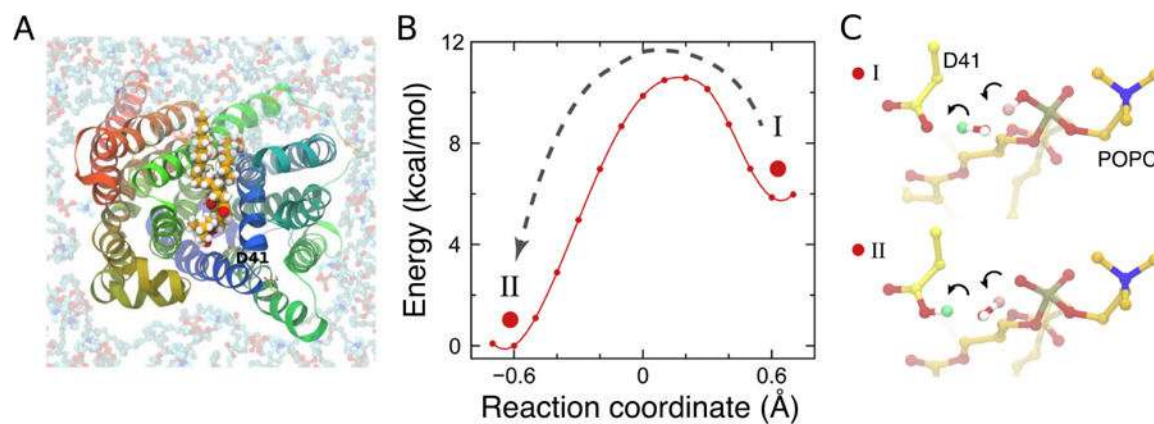 A
D41
B
Energy (kcal/mol)
12
8
4
0
I
II
−0.6
0
0.6
Reaction coordinate (Å)
C
I
D41
POPC
II